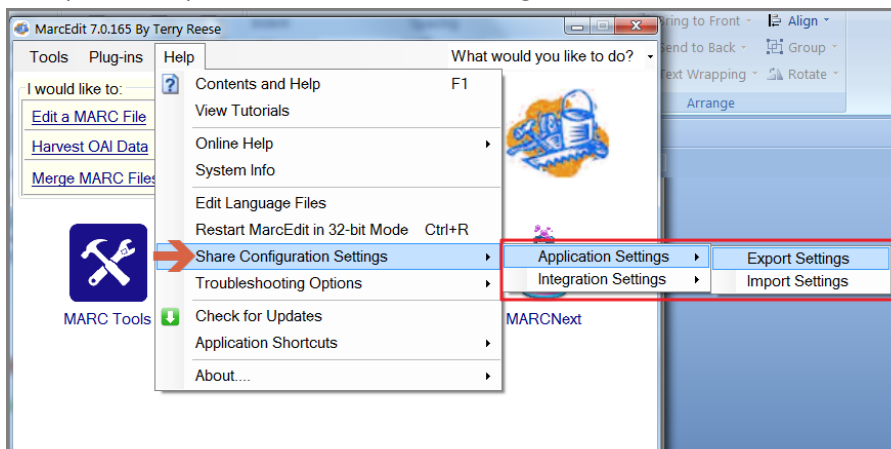 MarcEdit 7.0.165 By Terry Reese
Bring to Front
Align
Send to Back
Group
Text Wrapping
Rotate
Arrange
Tools Plug-ins Help What would you like to do?
I would like to:
Edit a MARC File
Harvest OAI Data
Merge MARC Files
Contents and Help F1
View Tutorials
Online Help
System Info
Edit Language Files
Restart MarcEdit in 32-bit Mode Ctrl+R
Share Configuration Settings
Troubleshooting Options
Check for Updates
Application Shortcuts
About....
Application Settings
Integration Settings
Export Settings
Import Settings
MARC Tools
MARCNext